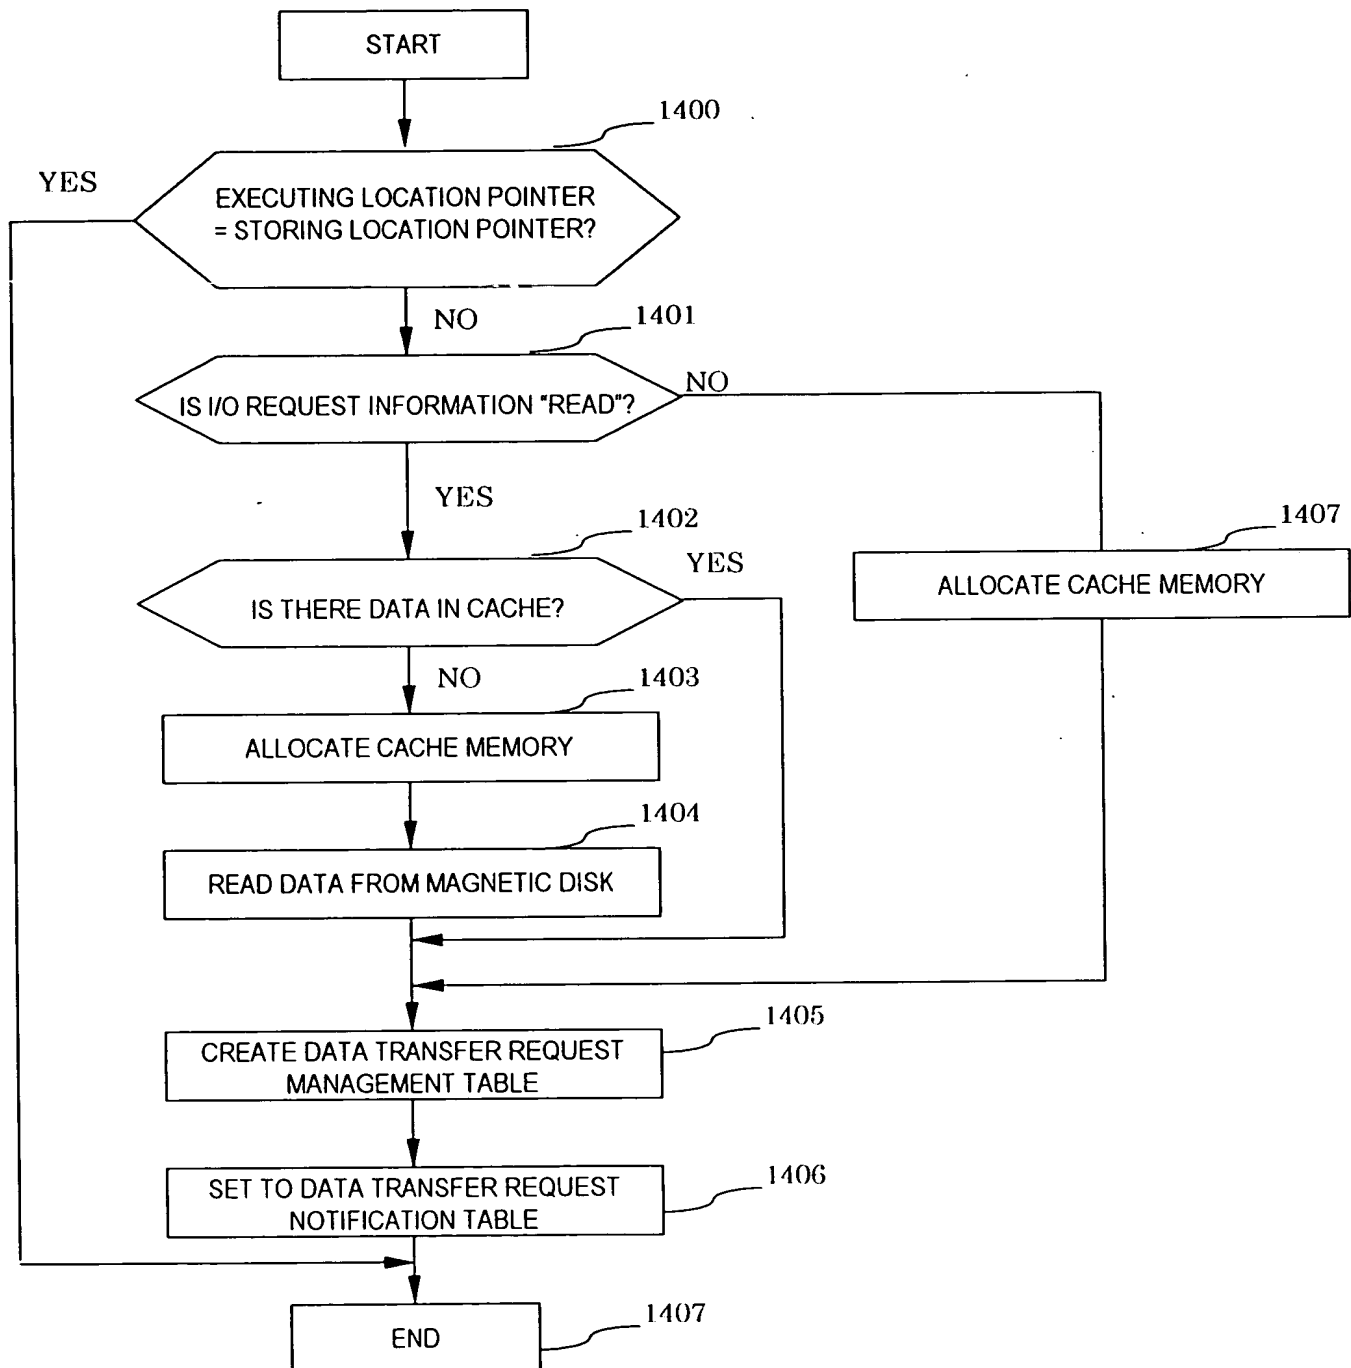 START
1400
YES
EXECUTING LOCATION POINTER
= STORING LOCATION POINTER?
NO
1401
IS I/O REQUEST INFORMATION "READ"?
NO
YES
1402
YES
1407
IS THERE DATA IN CACHE?
ALLOCATE CACHE MEMORY
NO
1403
ALLOCATE CACHE MEMORY
1404
READ DATA FROM MAGNETIC DISK
1405
CREATE DATA TRANSFER REQUEST
MANAGEMENT TABLE
1406
SET TO DATA TRANSFER REQUEST
NOTIFICATION TABLE
1407
END